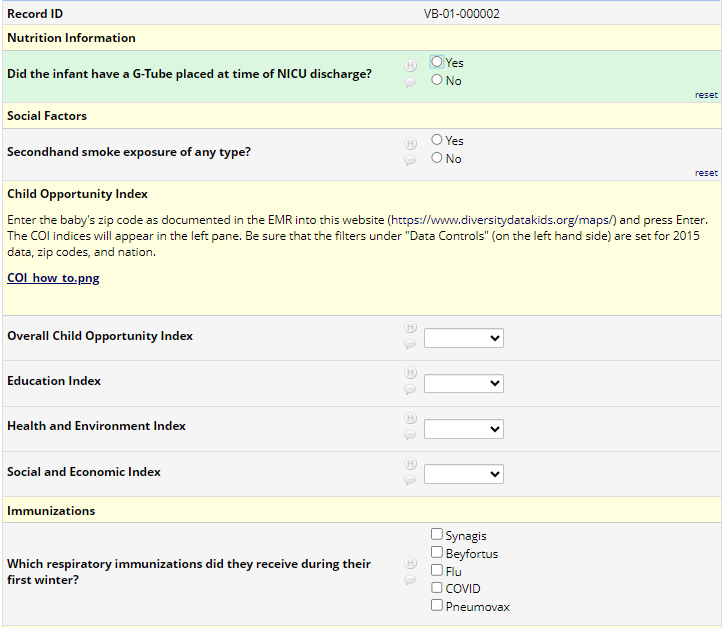 Record ID VB-01-000002
Nutrition Information
Did the infant have a G-Tube placed at time of NICU discharge?
H
Yes
No
reset
Social Factors
Secondhand smoke exposure of any type?
H
Yes
No
reset
Child Opportunity Index
Enter the baby's zip code as documented in the EMR into this website (https://www.diversitydatakids.org/maps/) and press Enter.
The COI indices will appear in the left pane. Be sure that the filters under "Data Controls" (on the left hand side) are set for 2015
data, zip codes, and nation.
COI how to.png
Overall Child Opportunity Index
H
Education Index
H
Health and Environment Index
H
Social and Economic Index
H
Immunizations
Which respiratory immunizations did they receive during their
first winter?
H
Synagis
Beyfortus
Flu
COVID
Pneumovax